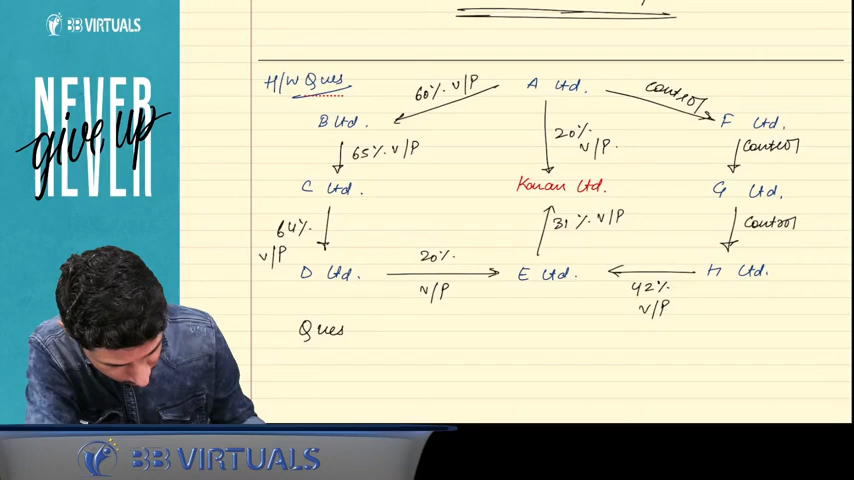 BB VIRTUALS
NEVER
give up
NEVER
H/W Ques
60% V/P
A Ltd.
Control
B Ltd.
20%
V/P.
F Ltd.
65% V/P
Control
C Ltd.
Karan Ltd.
G Ltd.
64%
V/P
31% V/P
Control
D Ltd.
20%
V/P
E Ltd.
42%
V/P
H Ltd.
Ques
BB VIRTUALS